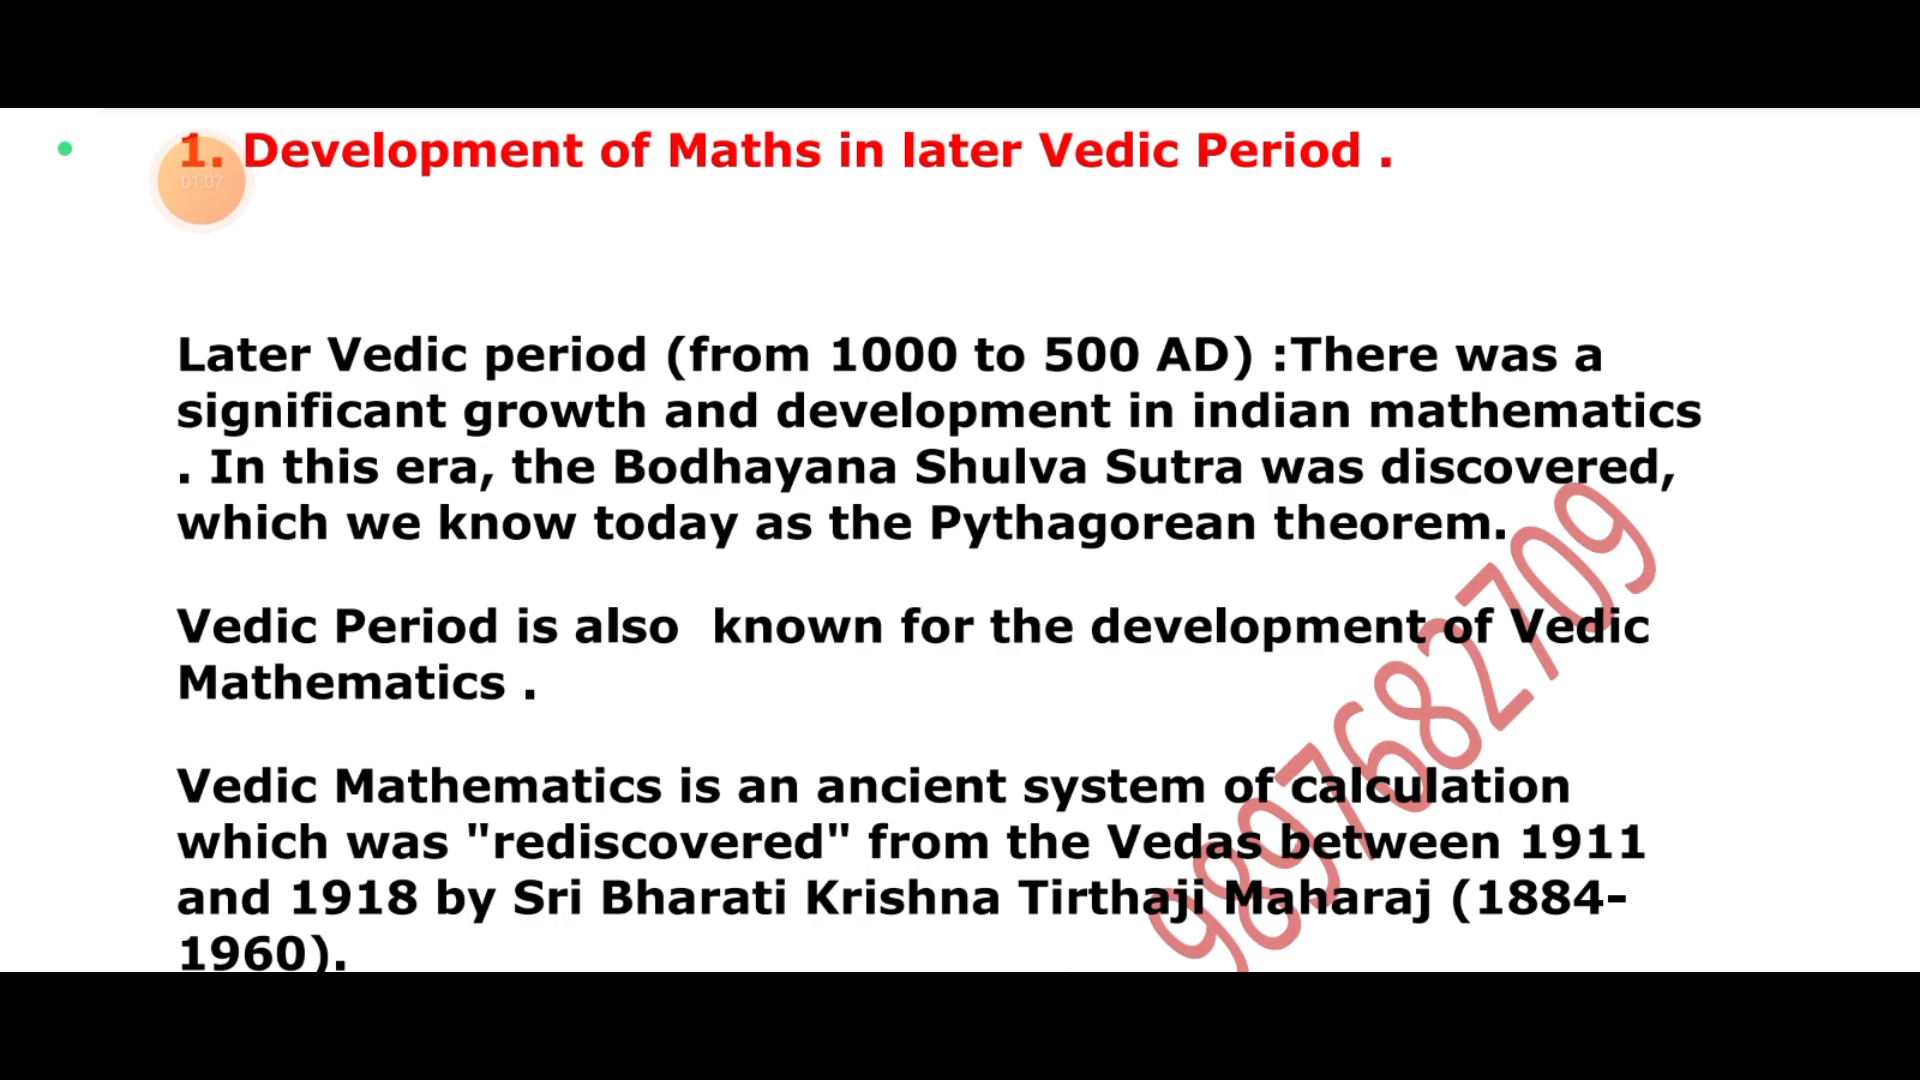 1. Development of Maths in later Vedic Period .
01:07
Later Vedic period (from 1000 to 500 AD) :There was a
significant growth and development in indian mathematics
. In this era, the Bodhayana Shulva Sutra was discovered,
which we know today as the Pythagorean theorem.
Vedic Period is also  known for the development of Vedic
Mathematics .
Vedic Mathematics is an ancient system of calculation
which was "rediscovered" from the Vedas between 1911
and 1918 by Sri Bharati Krishna Tirthaji Maharaj (1884-
1960).
9897682709